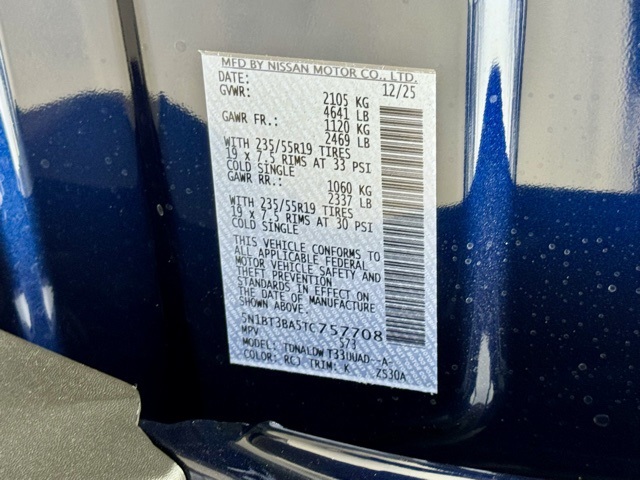 MFD BY NISSAN MOTOR CO., LTD.
DATE: 12/25
GVWR: 2105 KG
4641 LB
GAWR FR.: 1120 KG
2469 LB
WITH 235/55R19 TIRES
19 x 7.5 RIMS AT 33 PSI
COLD SINGLE
GAWR RR.: 1060 KG
2337 LB
WITH 235/55R19 TIRES
19 x 7.5 RIMS AT 30 PSI
COLD SINGLE
THIS VEHICLE CONFORMS TO
ALL APPLICABLE FEDERAL
MOTOR VEHICLE SAFETY AND
THEFT PREVENTION
STANDARDS IN EFFECT ON
THE DATE OF MANUFACTURE
SHOWN ABOVE.
5N1BT3BA5TC757708
MPV S73
MODEL: TONALDW T33UUAD--A-
COLOR: RCJ TRIM: K ZS30A